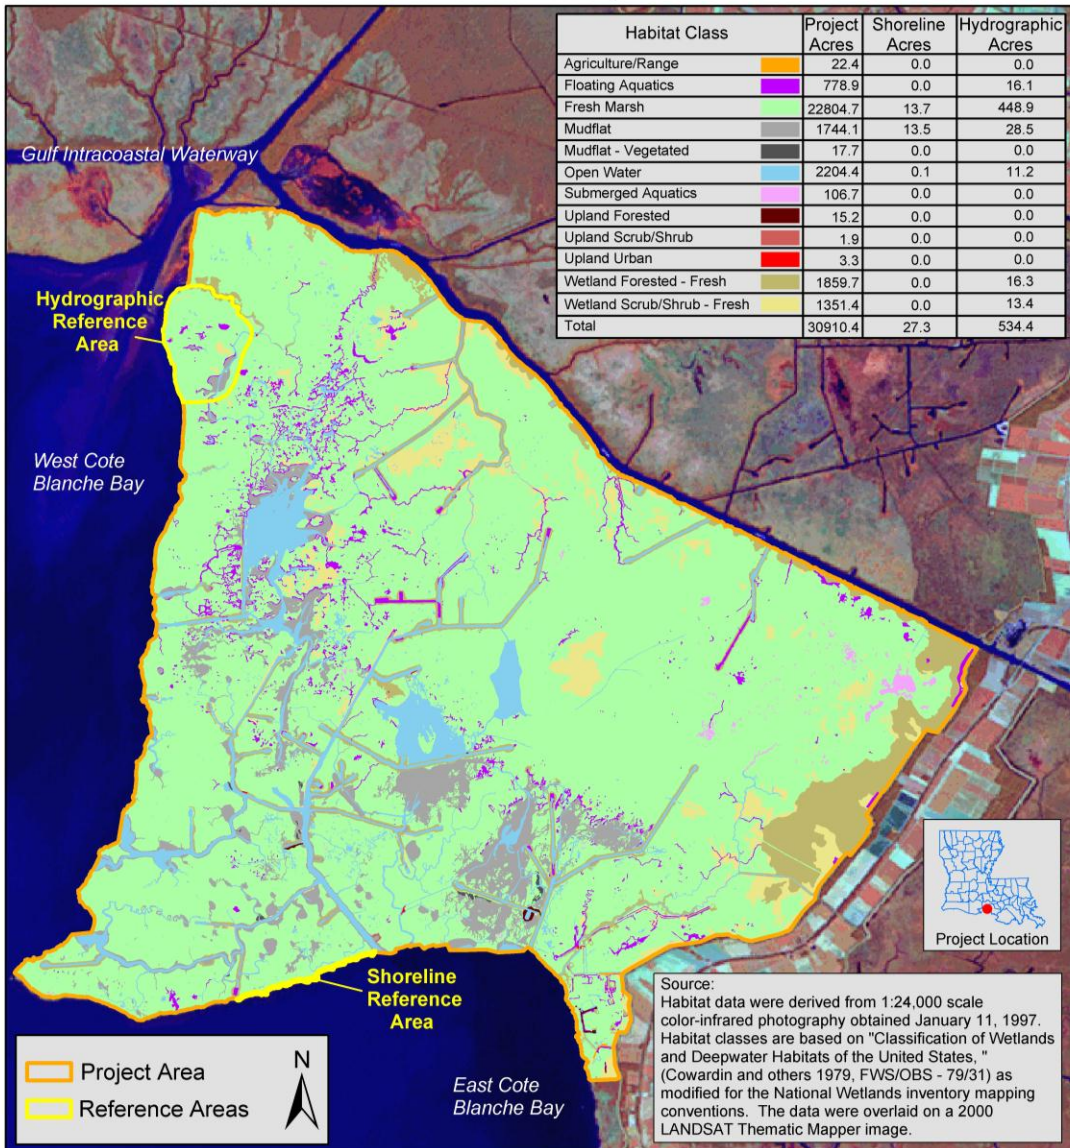 Habitat Class Project Acres Shoreline Acres Hydrographic Acres
Agriculture/Range 22.4 0.0 0.0
Floating Aquatics 778.9 0.0 16.1
Fresh Marsh 22804.7 13.7 448.9
Mudflat 1744.1 13.5 28.5
Mudflat - Vegetated 17.7 0.0 0.0
Open Water 2204.4 0.1 11.2
Submerged Aquatics 106.7 0.0 0.0
Upland Forested 15.2 0.0 0.0
Upland Scrub/Shrub 1.9 0.0 0.0
Upland Urban 3.3 0.0 0.0
Wetland Forested - Fresh 1859.7 0.0 16.3
Wetland Scrub/Shrub - Fresh 1351.4 0.0 13.4
Total 30910.4 27.3 534.4
Gulf Intracoastal Waterway
Hydrographic
Reference
Area
West Cote
Blanche Bay
Shoreline
Reference
Area
East Cote
Blanche Bay
Project Location
Project Area
Reference Areas
N
Source:
Habitat data were derived from 1:24,000 scale
color-infrared photography obtained January 11, 1997.
Habitat classes are based on "Classification of Wetlands
and Deepwater Habitats of the United States, "
(Cowardin and others 1979, FWS/OBS - 79/31) as
modified for the National Wetlands inventory mapping
conventions. The data were overlaid on a 2000
LANDSAT Thematic Mapper image.